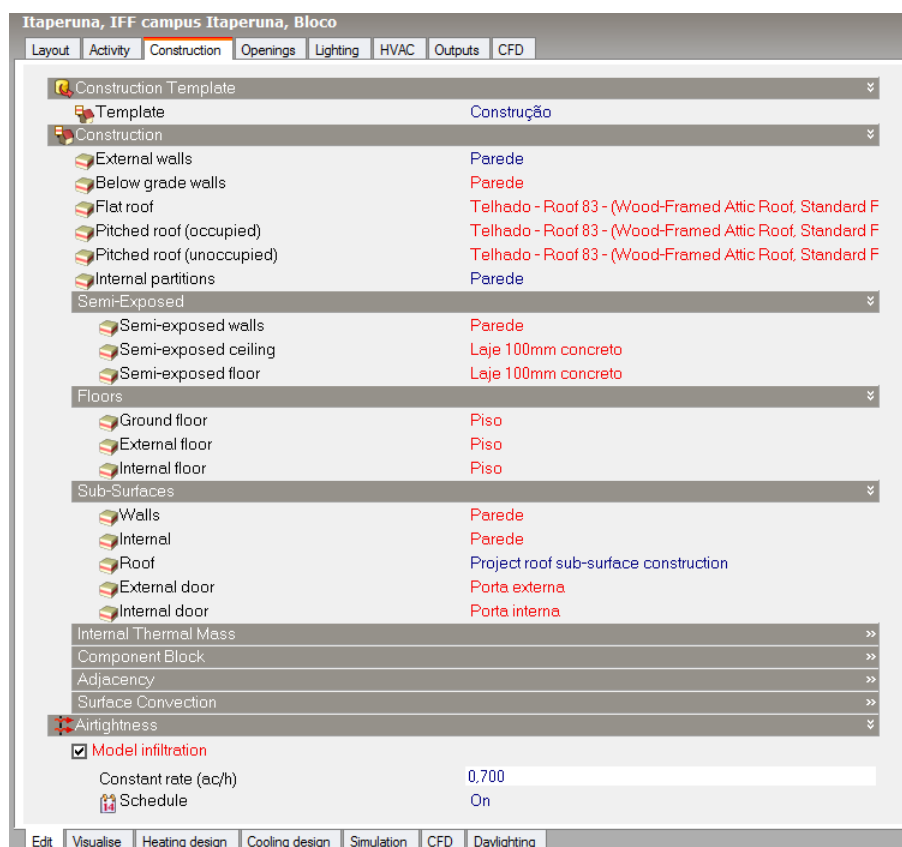 Itaperuna, IFF campus Itaperuna, Bloco
Layout Activity Construction Openings Lighting HVAC Outputs CFD
Construction Template
Template Construção
Construction
External walls Parede
Below grade walls Parede
Flat roof Telhado - Roof 83 - (Wood-Framed Attic Roof, Standard F
Pitched roof (occupied) Telhado - Roof 83 - (Wood-Framed Attic Roof, Standard F
Pitched roof (unoccupied) Telhado - Roof 83 - (Wood-Framed Attic Roof, Standard F
Internal partitions Parede
Semi-Exposed
Semi-exposed walls Parede
Semi-exposed ceiling Laje 100mm concreto
Semi-exposed floor Laje 100mm concreto
Floors
Ground floor Piso
External floor Piso
Internal floor Piso
Sub-Surfaces
Walls Parede
Internal Parede
Roof Project roof sub-surface construction
External door Porta externa
Internal door Porta interna
Internal Thermal Mass
Component Block
Adjacency
Surface Convection
Airtightness
Model infiltration
Constant rate (ac/h) 0,700
14 Schedule On
Edit Visualise Heating design Cooling design Simulation CFD Daylighting